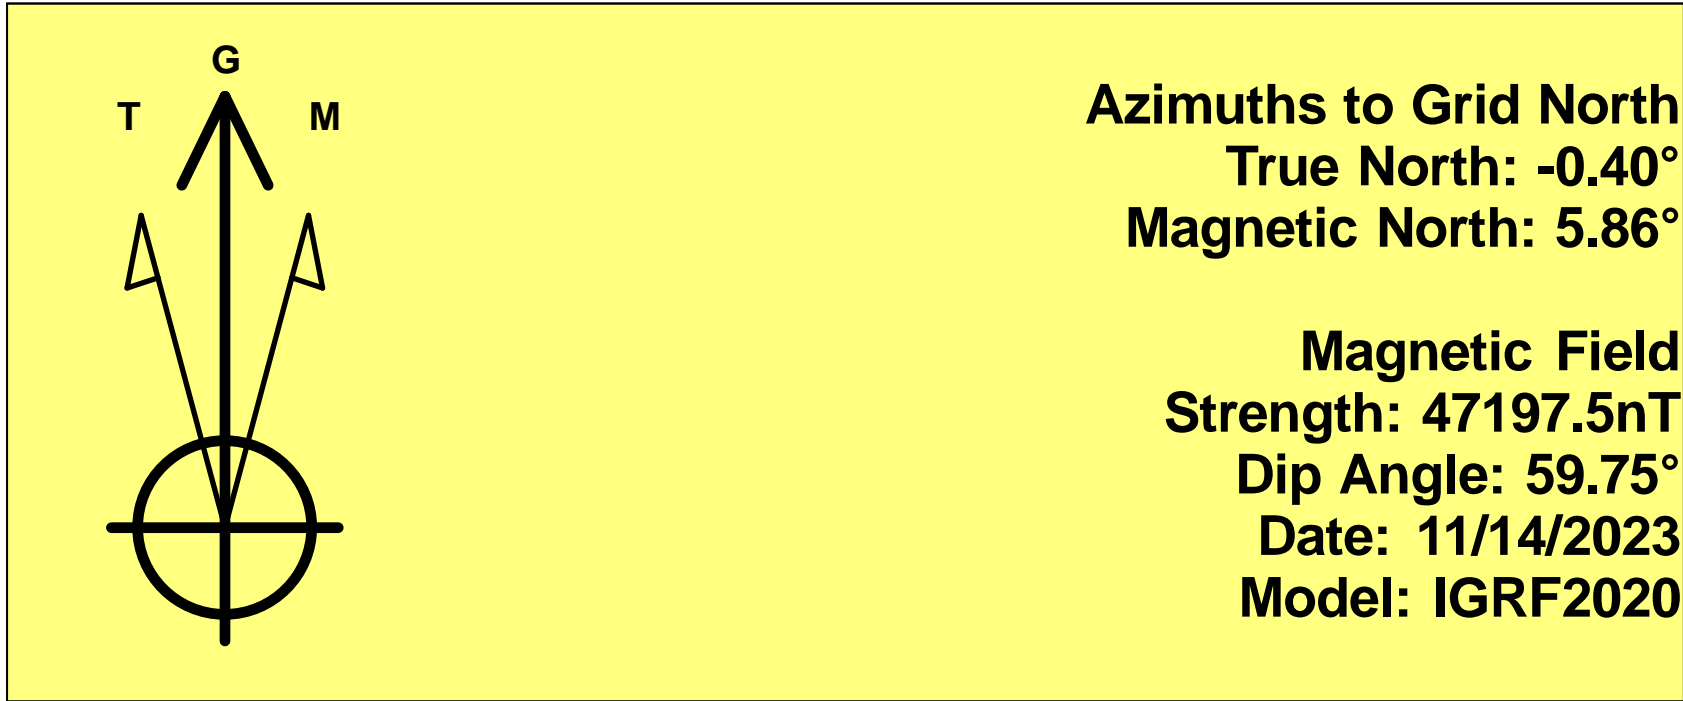 G
T M
Azimuths to Grid North
True North: -0.40°
Magnetic North: 5.86°
Magnetic Field
Strength: 47197.5nT
Dip Angle: 59.75°
Date: 11/14/2023
Model: IGRF2020